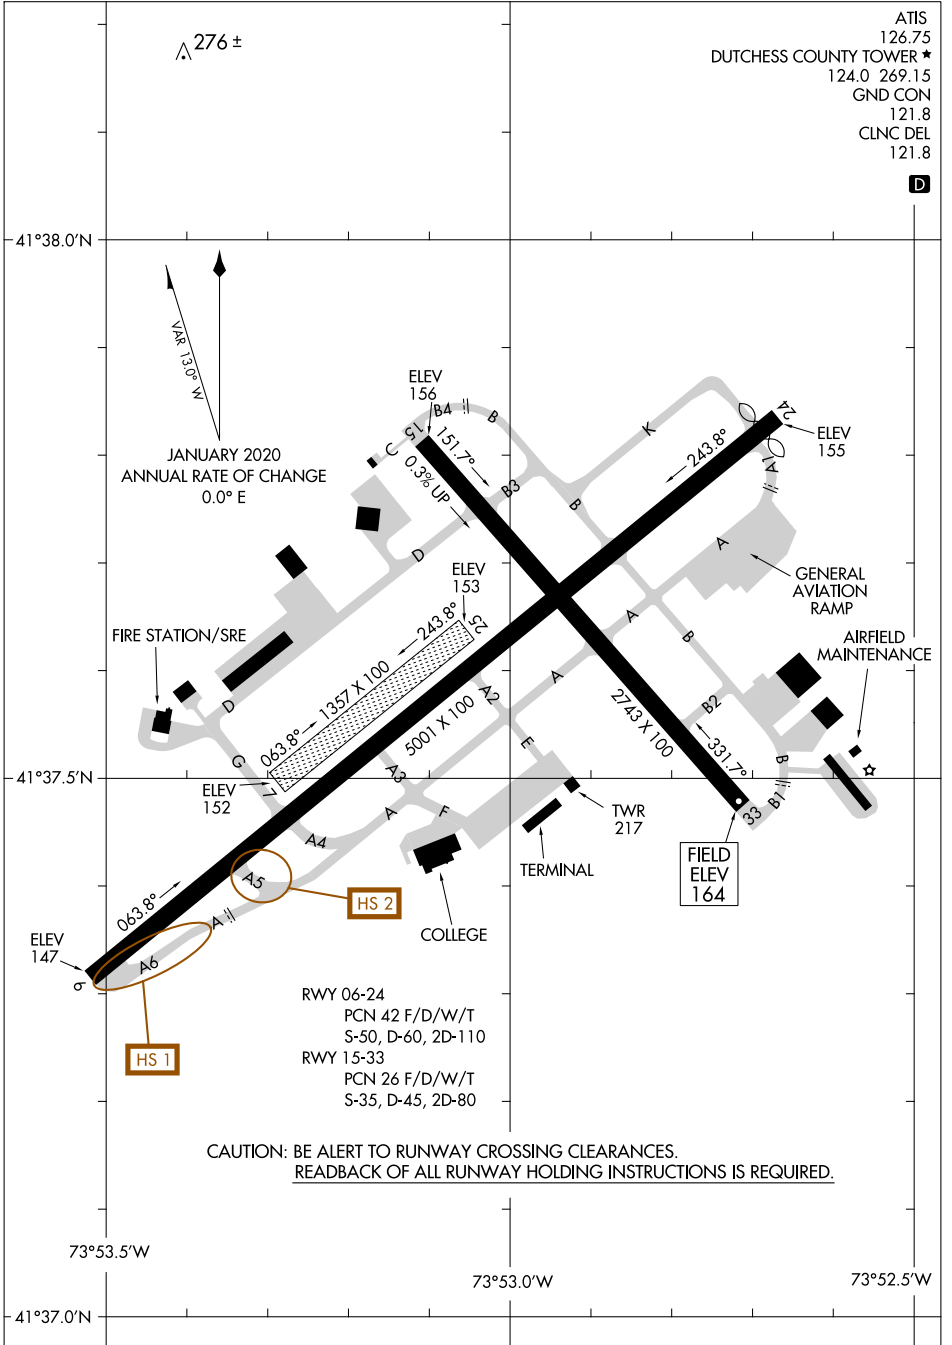 276 ±
ATIS
126.75
DUTCHESS COUNTY TOWER ★
124.0 269.15
GND CON
121.8
CLNC DEL
121.8
D
41°38.0'N
VAR 13.0° W
JANUARY 2020
ANNUAL RATE OF CHANGE
0.0° E
ELEV
156
B4
B
15
C
151.7°
0.3% UP
B3
B
K
243.8°
24
ELEV
155
A1
A
D
ELEV
153
25
243.8°
1357 X 100
063.8°
GENERAL
AVIATION
RAMP
FIRE STATION/SRE
AIRFIELD
MAINTENANCE
A
B
A
A2
B2
D
5001 X 100
2743 X 100
331.7°
E
G
A3
B
41°37.5'N
7
ELEV
152
A
F
A4
B1
33
TWR
217
TERMINAL
FIELD
ELEV
164
A5
HS 2
COLLEGE
063.8°
A
ELEV
147
A6
6
HS 1
RWY 06-24
PCN 42 F/D/W/T
S-50, D-60, 2D-110
RWY 15-33
PCN 26 F/D/W/T
S-35, D-45, 2D-80
CAUTION: BE ALERT TO RUNWAY CROSSING CLEARANCES.
READBACK OF ALL RUNWAY HOLDING INSTRUCTIONS IS REQUIRED.
73°53.5'W
73°53.0'W
73°52.5'W
41°37.0'N